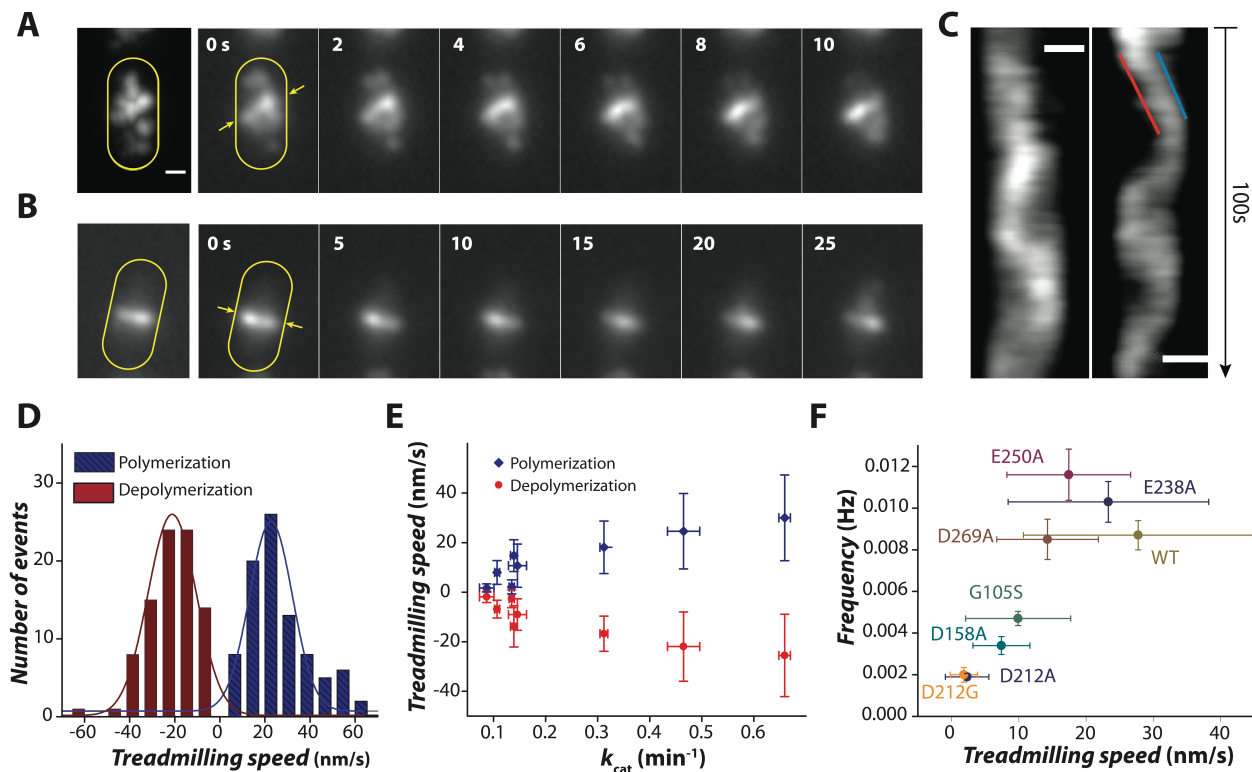 A
0 s
2
4
6
8
10
B
0 s
5
10
15
20
25
C
100s
D
Polymerization
Depolymerization
30
20
10
0
Number of events
-60
-40
-20
0
20
40
60
Treadmilling speed (nm/s)
E
Polymerization
Depolymerization
40
20
0
-20
-40
Treadmilling speed (nm/s)
0.1
0.2
0.3
0.4
0.5
0.6
kcat (min-1)
F
E250A
E238A
D269A
WT
G105S
D158A
D212G
D212A
0.012
0.010
0.008
0.006
0.004
0.002
0.000
Frequency (Hz)
0
10
20
30
40
Treadmilling speed (nm/s)